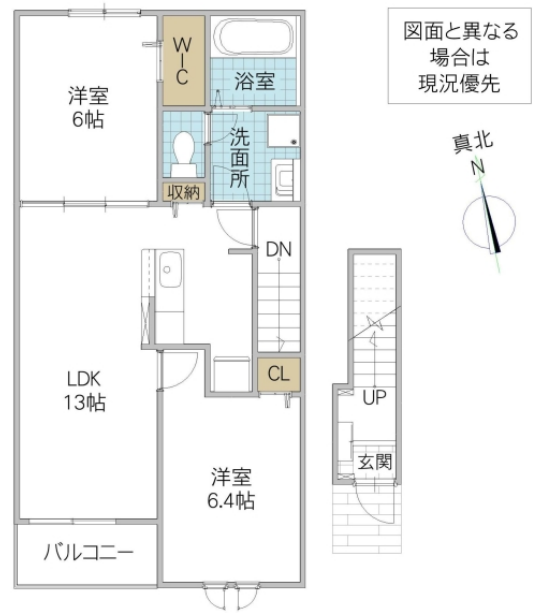 図面と異なる
場合は
現況優先
真北
N
洋室
6帖
WIC
浴室
洗面所
収納
DN
LDK
13帖
CL
洋室
6.4帖
バルコニー
UP
玄関